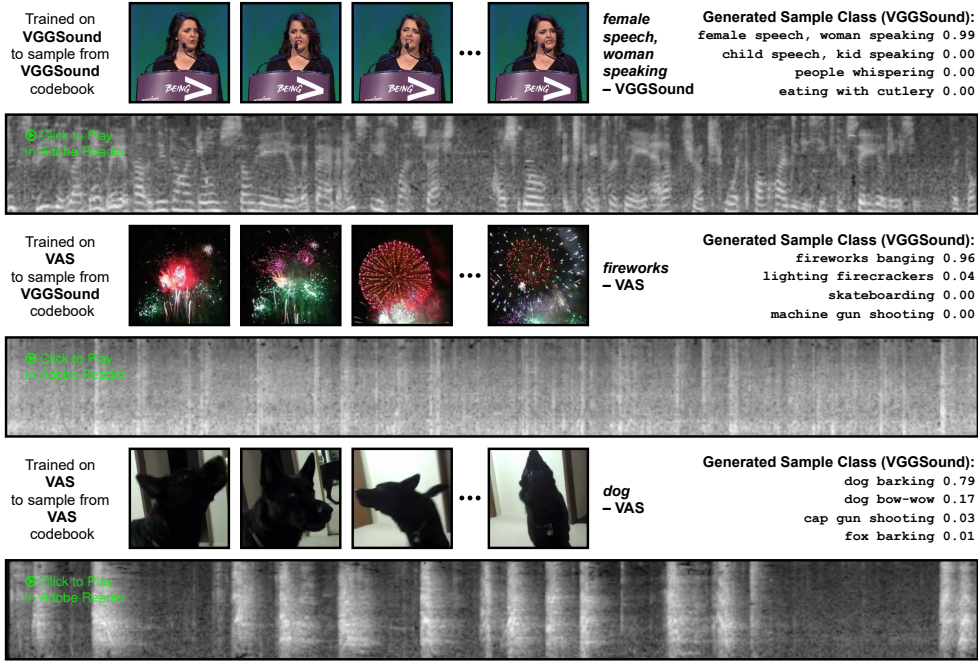 Trained on
VGGSound
to sample from
VGGSound
codebook
BEING
BEING
BEING
BEING
•••
female
speech,
woman
speaking
– VGGSound
Generated Sample Class (VGGSound):
female speech, woman speaking 0.99
child speech, kid speaking 0.00
people whispering 0.00
eating with cutlery 0.00
Click to Play
in Adobe Reader
Trained on
VAS
to sample from
VGGSound
codebook
•••
fireworks
– VAS
Generated Sample Class (VGGSound):
fireworks banging 0.96
lighting firecrackers 0.04
skateboarding 0.00
machine gun shooting 0.00
Click to Play
in Adobe Reader
Trained on
VAS
to sample from
VAS
codebook
•••
dog
– VAS
Generated Sample Class (VGGSound):
dog barking 0.79
dog bow-wow 0.17
cap gun shooting 0.03
fox barking 0.01
Click to Play
in Adobe Reader